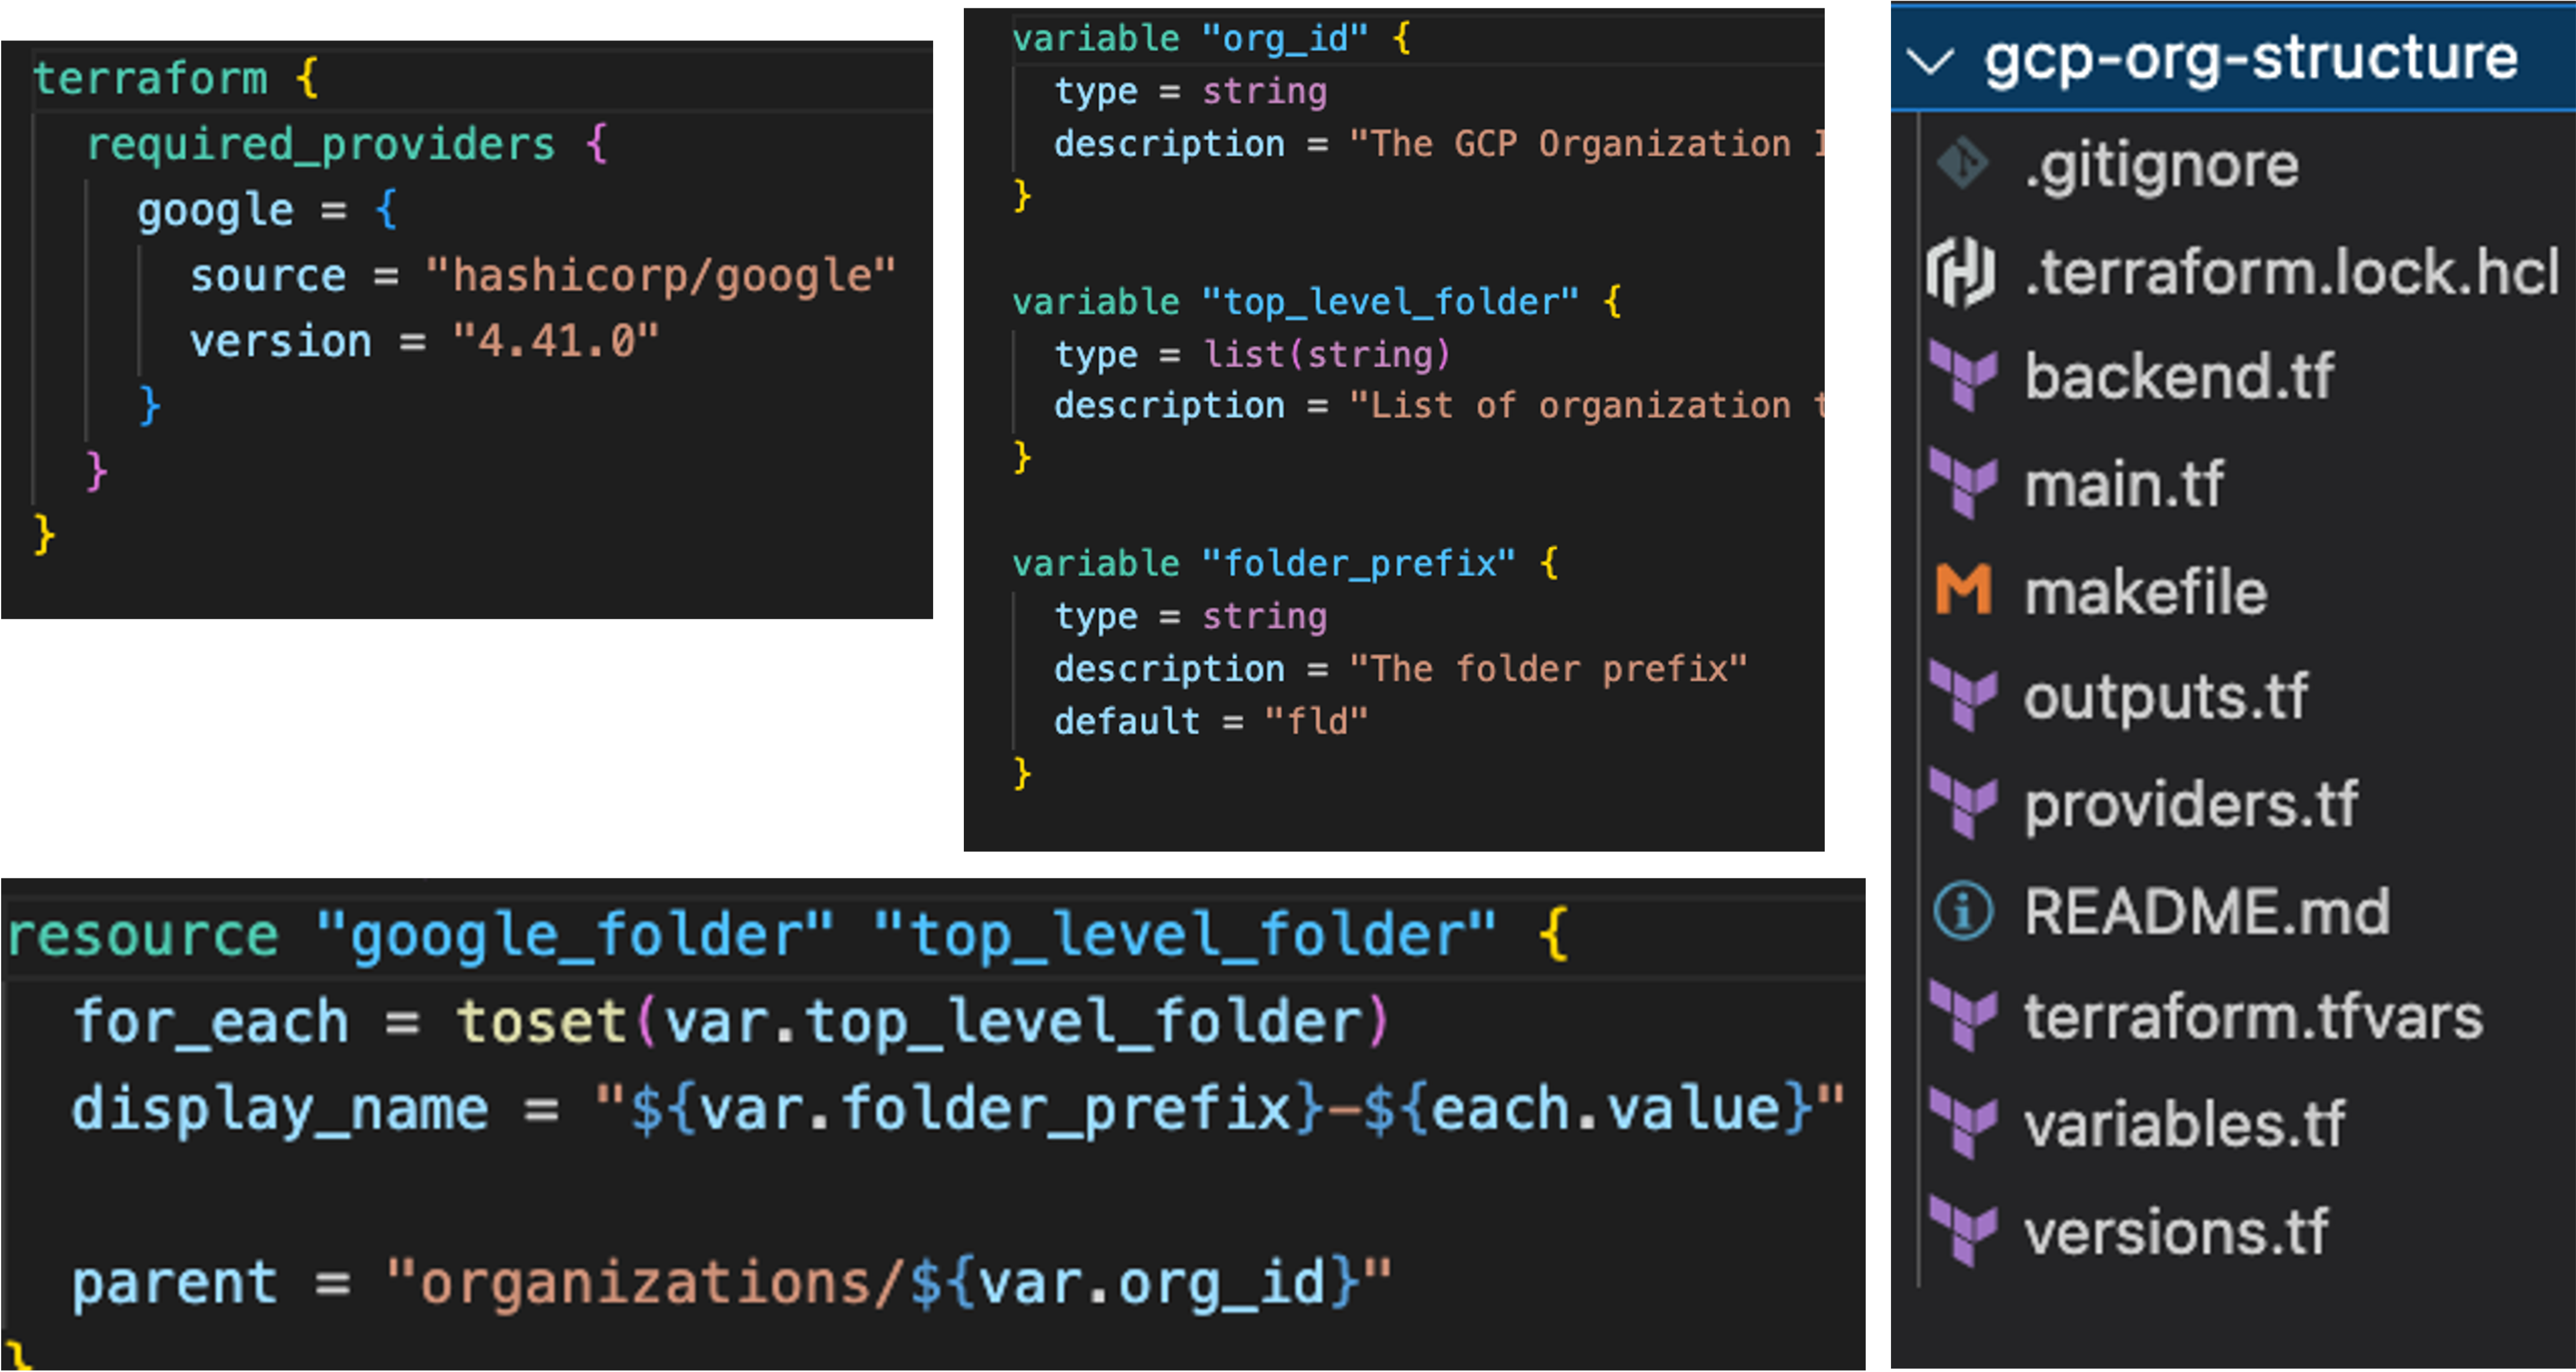 terraform {
required_providers {
google = {
source = "hashicorp/google"
version = "4.41.0"
}
}
}
variable "org_id" {
type = string
description = "The GCP Organization
}
variable "top_level_folder" {
type = list(string)
description = "List of organization
}
variable "folder_prefix" {
type = string
description = "The folder prefix"
default = "fld"
}
resource "google_folder" "top_level_folder" {
for_each = toset(var.top_level_folder)
display_name = "${var.folder_prefix}-${each.value}"
parent = "organizations/${var.org_id}"
}
gcp-org-structure
.gitignore
.terraform.lock.hcl
backend.tf
main.tf
makefile
outputs.tf
providers.tf
README.md
terraform.tfvars
variables.tf
versions.tf